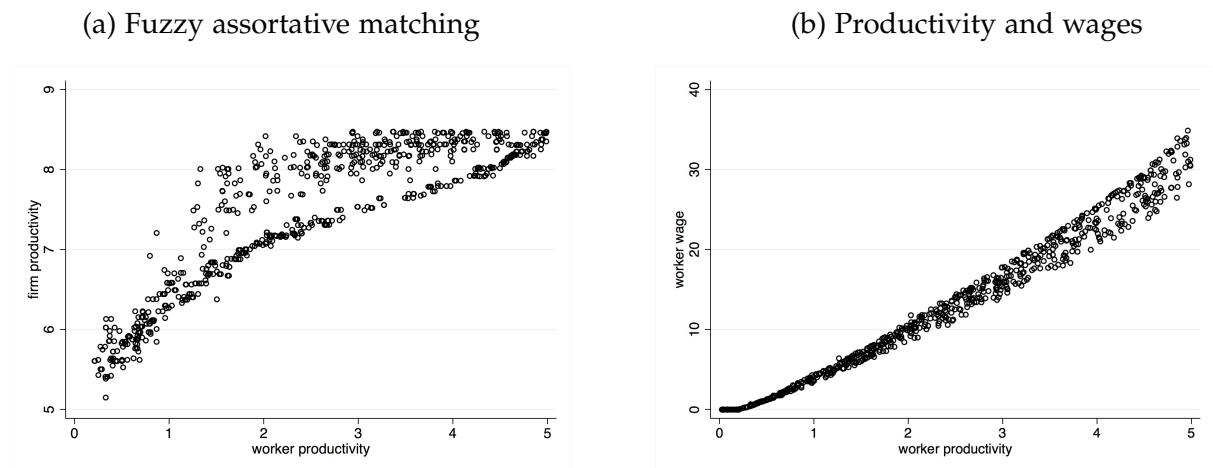 (a) Fuzzy assortative matching
firm productivity
9
8
7
6
5
0 1 2 3 4 5
worker productivity
(b) Productivity and wages
worker wage
40
30
20
10
0
0 1 2 3 4 5
worker productivity